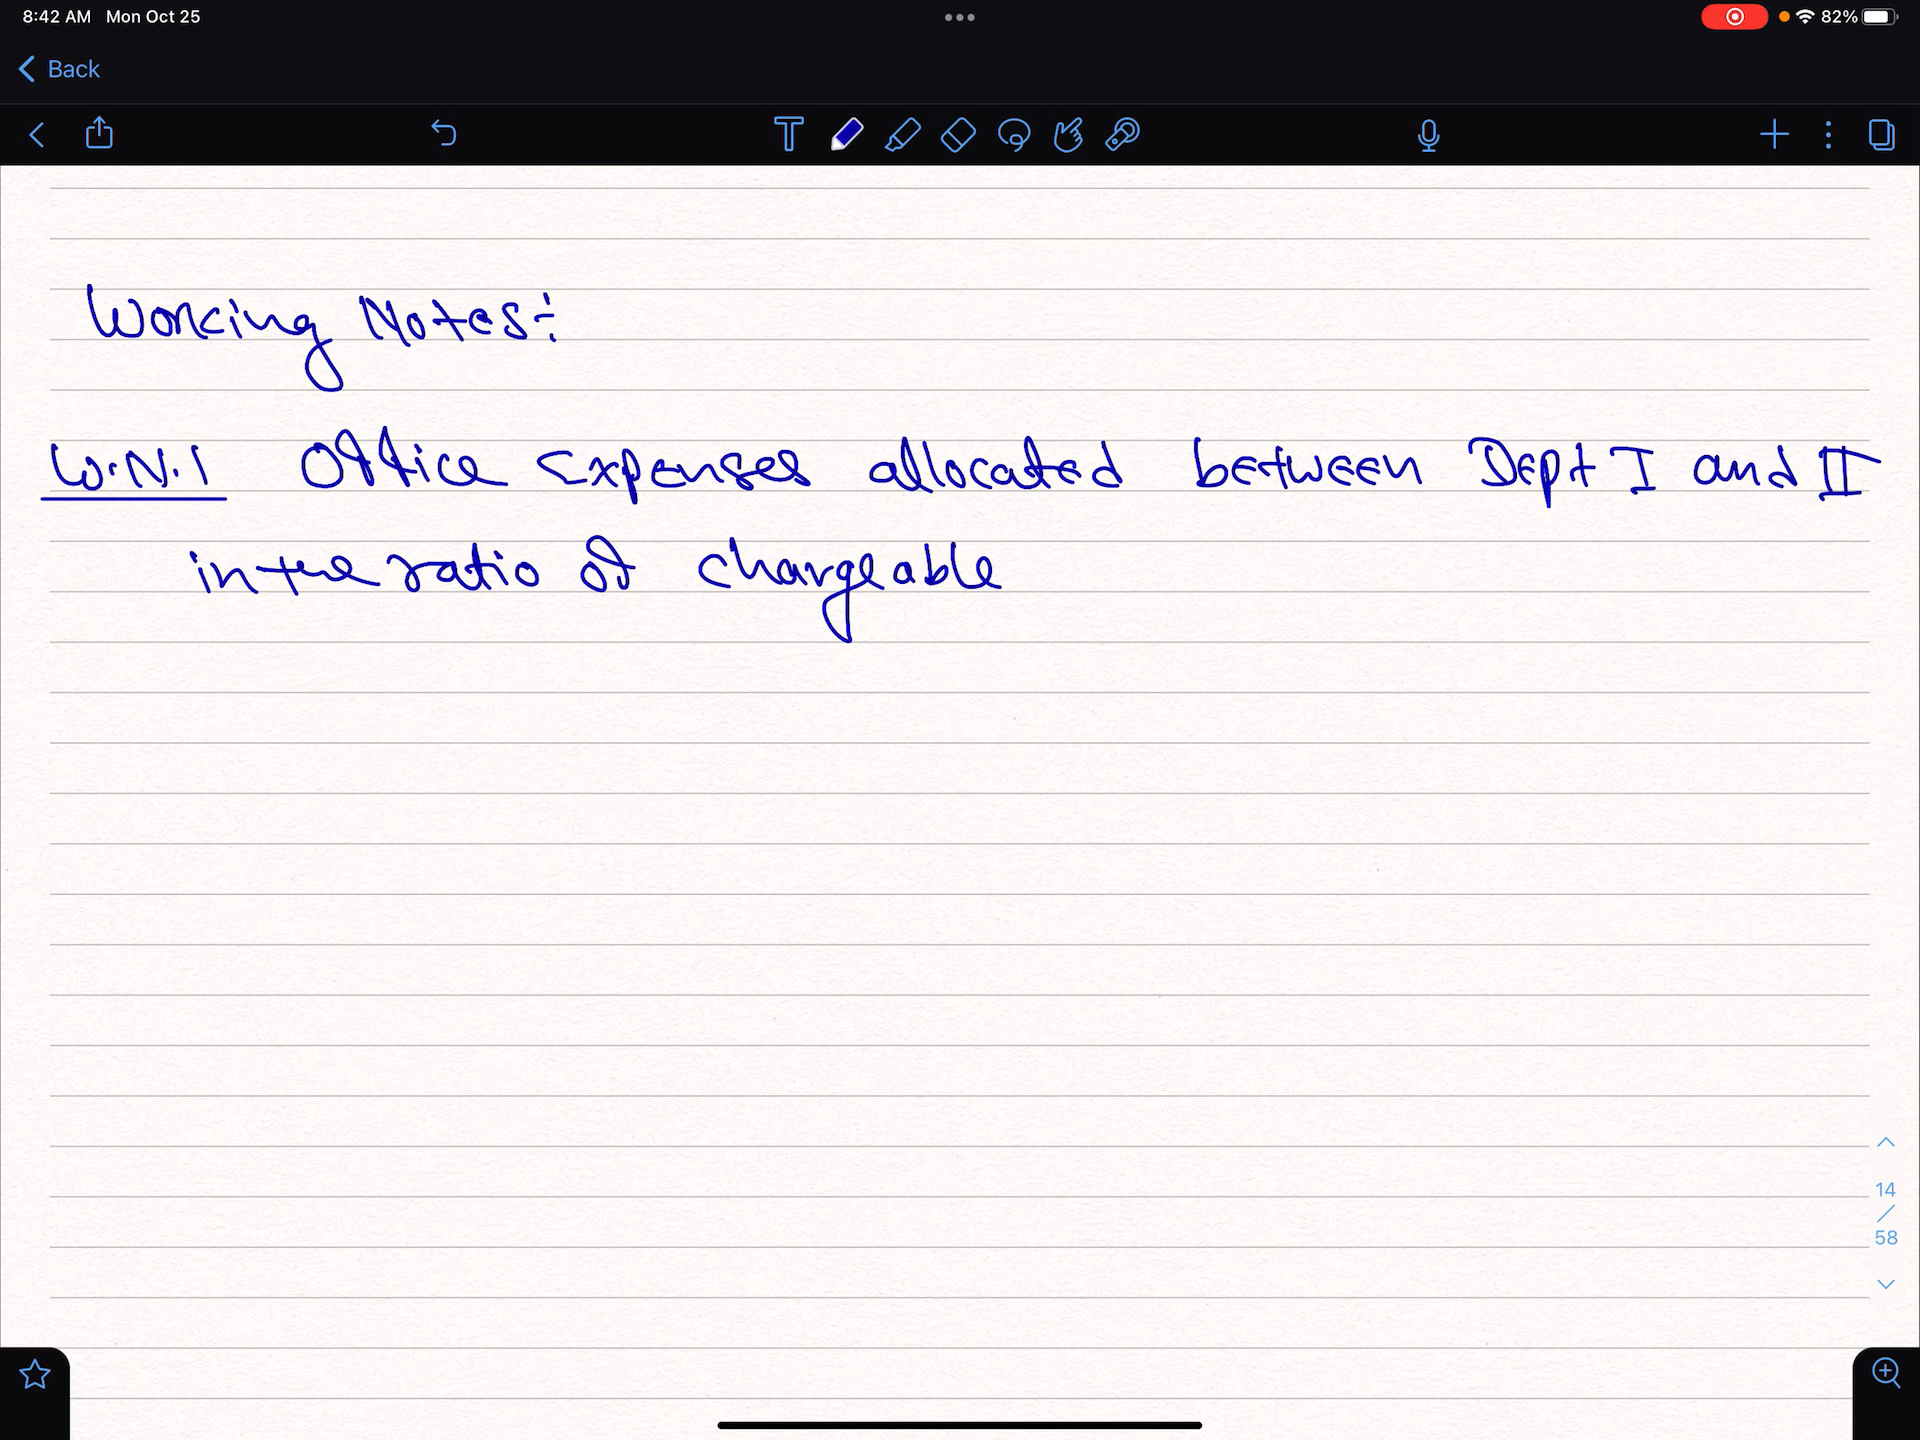 8:42 AM Mon Oct 25
82%
Back
Working Notes:
W.N.1 Office Expenses allocated between Dept I and II
in the ratio of chargeable
14
/
58